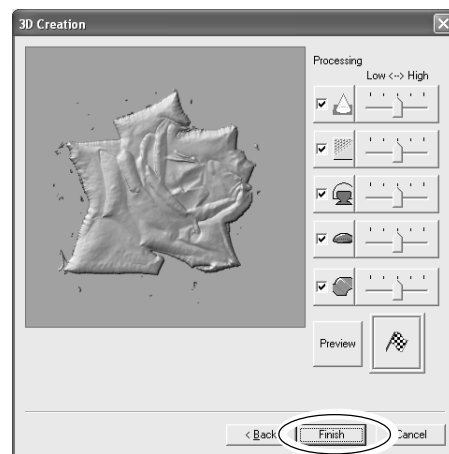 3D Creation
Processing
Low <--> High
Preview
< Back
Finish
Cancel